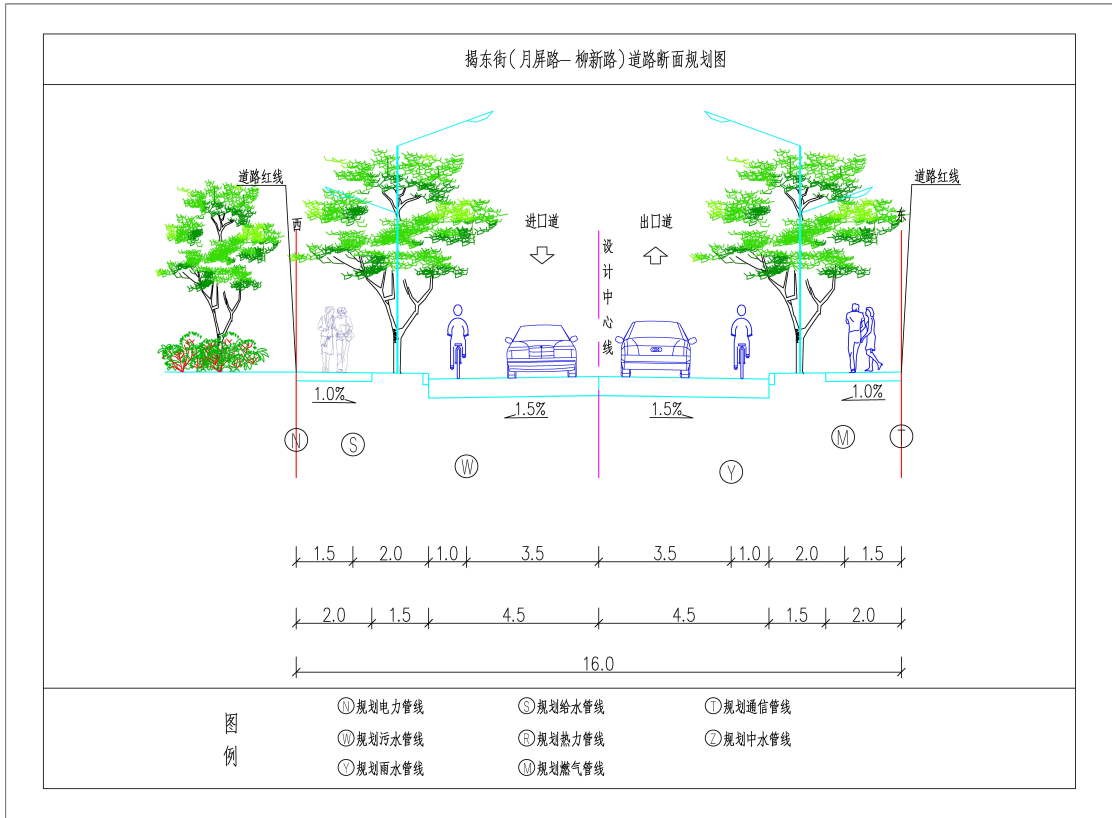 揭东街(月屏路—柳新路)道路断面规划图
道路红线
道路红线
西
东
进口道
出口道
设计中心线
1.0%
1.5%
1.5%
1.0%
N
S
W
Y
M
T
1.5 2.0 1.0 3.5 3.5 1.0 2.0 1.5
2.0 1.5 4.5 4.5 1.5 2.0
16.0
图例
N规划电力管线 S规划给水管线 T规划通信管线
W规划污水管线 R规划热力管线 Z规划中水管线
Y规划雨水管线 M规划燃气管线